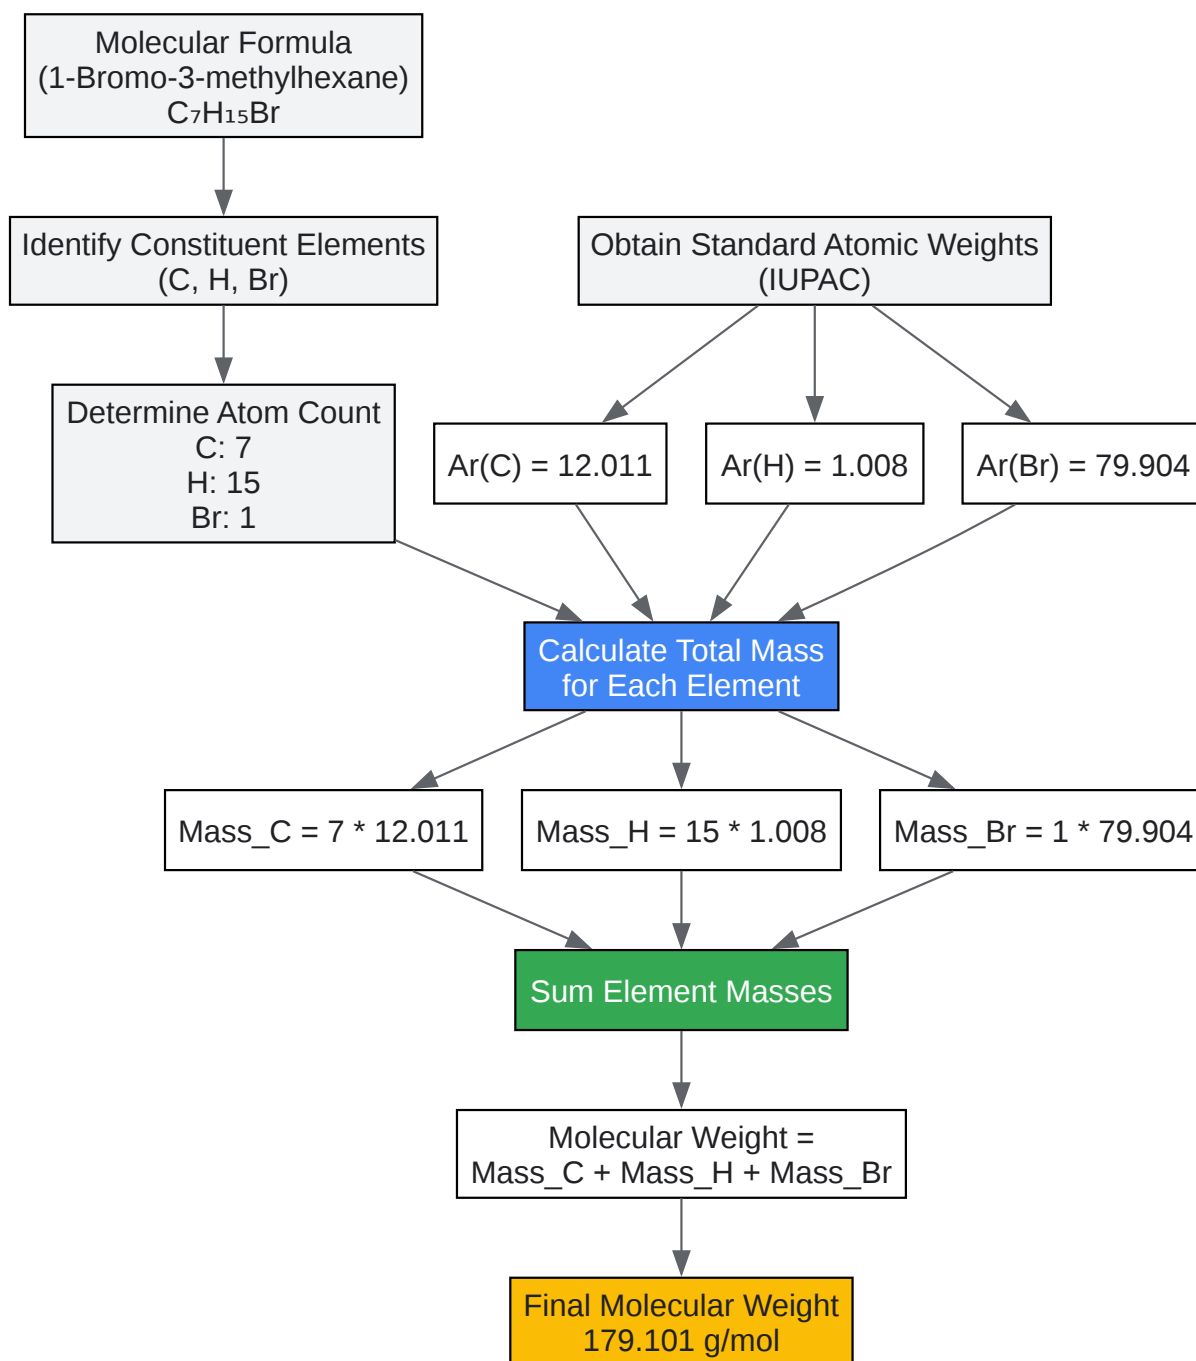 Molecular Formula
(1-Bromo-3-methylhexane)
C₇H₁₅Br
Identify Constituent Elements
(C, H, Br)
Obtain Standard Atomic Weights
(IUPAC)
Determine Atom Count
C: 7
H: 15
Br: 1
Ar(C) = 12.011
Ar(H) = 1.008
Ar(Br) = 79.904
Calculate Total Mass
for Each Element
Mass_C = 7 * 12.011
Mass_H = 15 * 1.008
Mass_Br = 1 * 79.904
Sum Element Masses
Molecular Weight =
Mass_C + Mass_H + Mass_Br
Final Molecular Weight
179.101 g/mol